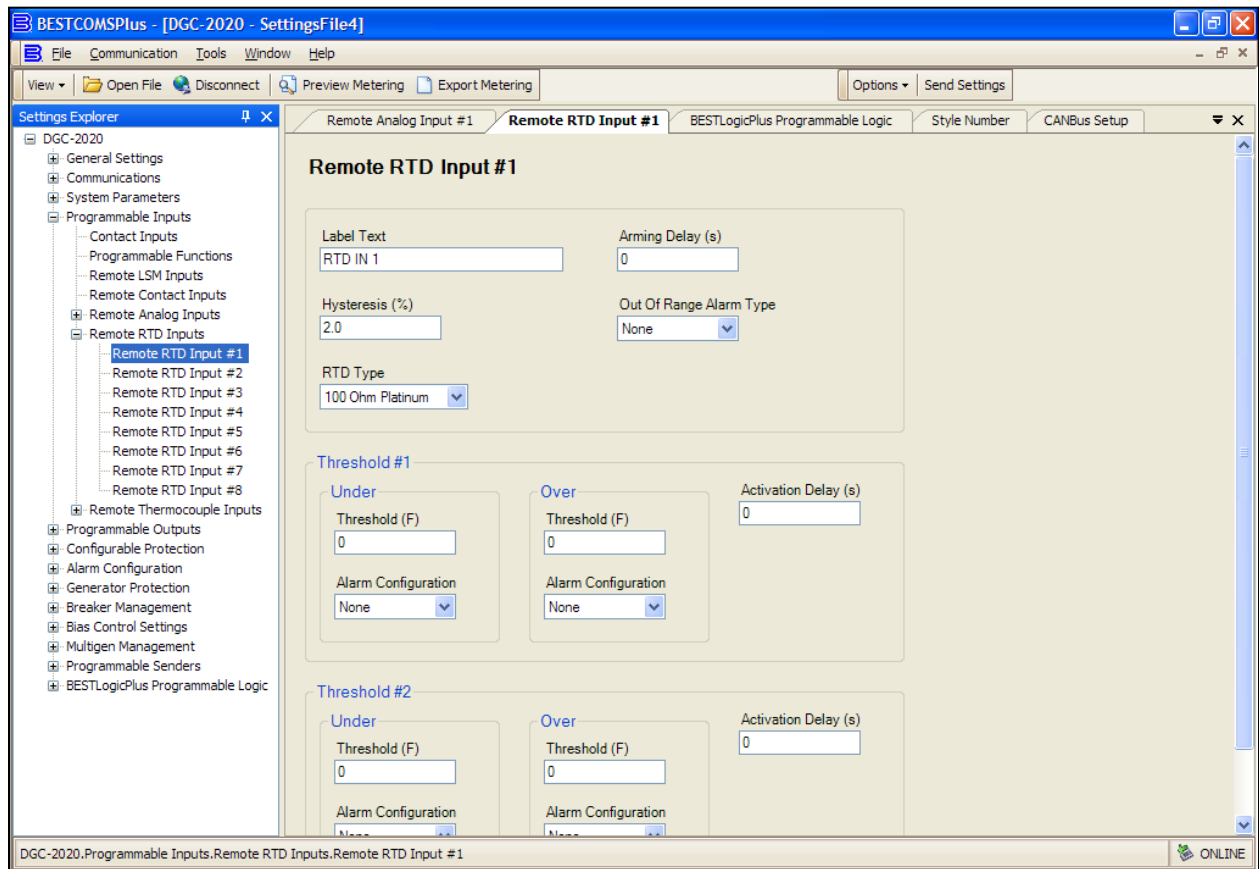 BESTCOMSPlus - [DGC-2020 - SettingsFile4]
File Communication Tools Window Help
View Open File Disconnect Preview Metering Export Metering Options Send Settings
Settings Explorer
DGC-2020
General Settings
Communications
System Parameters
Programmable Inputs
Contact Inputs
Programmable Functions
Remote LSM Inputs
Remote Contact Inputs
Remote Analog Inputs
Remote RTD Inputs
Remote RTD Input #1
Remote RTD Input #2
Remote RTD Input #3
Remote RTD Input #4
Remote RTD Input #5
Remote RTD Input #6
Remote RTD Input #7
Remote RTD Input #8
Remote Thermocouple Inputs
Programmable Outputs
Configurable Protection
Alarm Configuration
Generator Protection
Breaker Management
Bias Control Settings
Multigen Management
Programmable Senders
BESTLogicPlus Programmable Logic
Remote Analog Input #1 Remote RTD Input #1 BESTLogicPlus Programmable Logic Style Number CANBus Setup
Remote RTD Input #1
Label Text Arming Delay (s)
RTD IN 1 0
Hysteresis (%) Out Of Range Alarm Type
2.0 None
RTD Type
100 Ohm Platinum
Threshold #1
Under Over Activation Delay (s)
0
Threshold (F) Threshold (F)
0 0
Alarm Configuration Alarm Configuration
None None
Threshold #2
Under Over Activation Delay (s)
0
Threshold (F) Threshold (F)
0 0
Alarm Configuration Alarm Configuration
None None
DGC-2020.Programmable Inputs.Remote RTD Inputs.Remote RTD Input #1 ONLINE